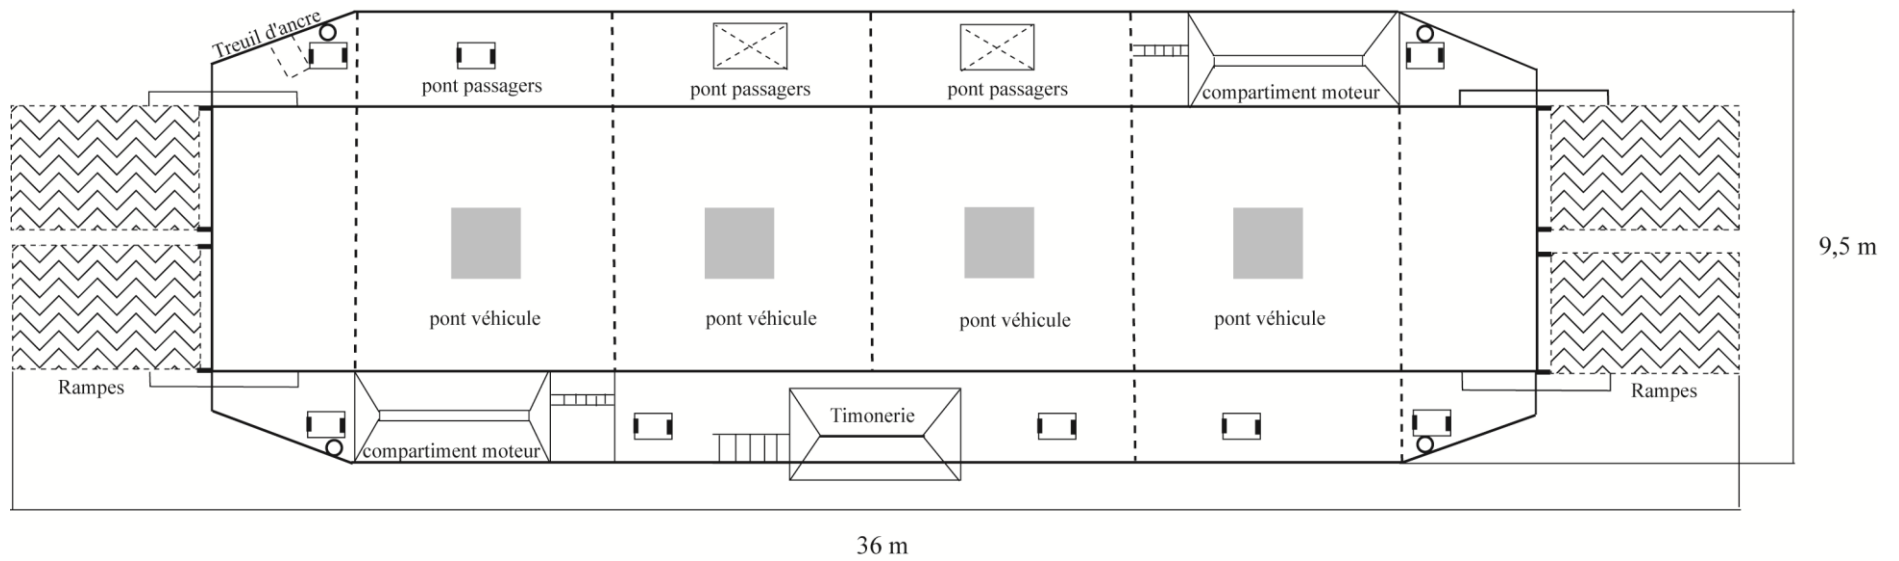 Treuil d'ancre
pont passagers
pont passagers
pont passagers
compartiment moteur
9,5 m
pont véhicule
pont véhicule
pont véhicule
pont véhicule
Rampes
Rampes
Timonerie
compartiment moteur
36 m